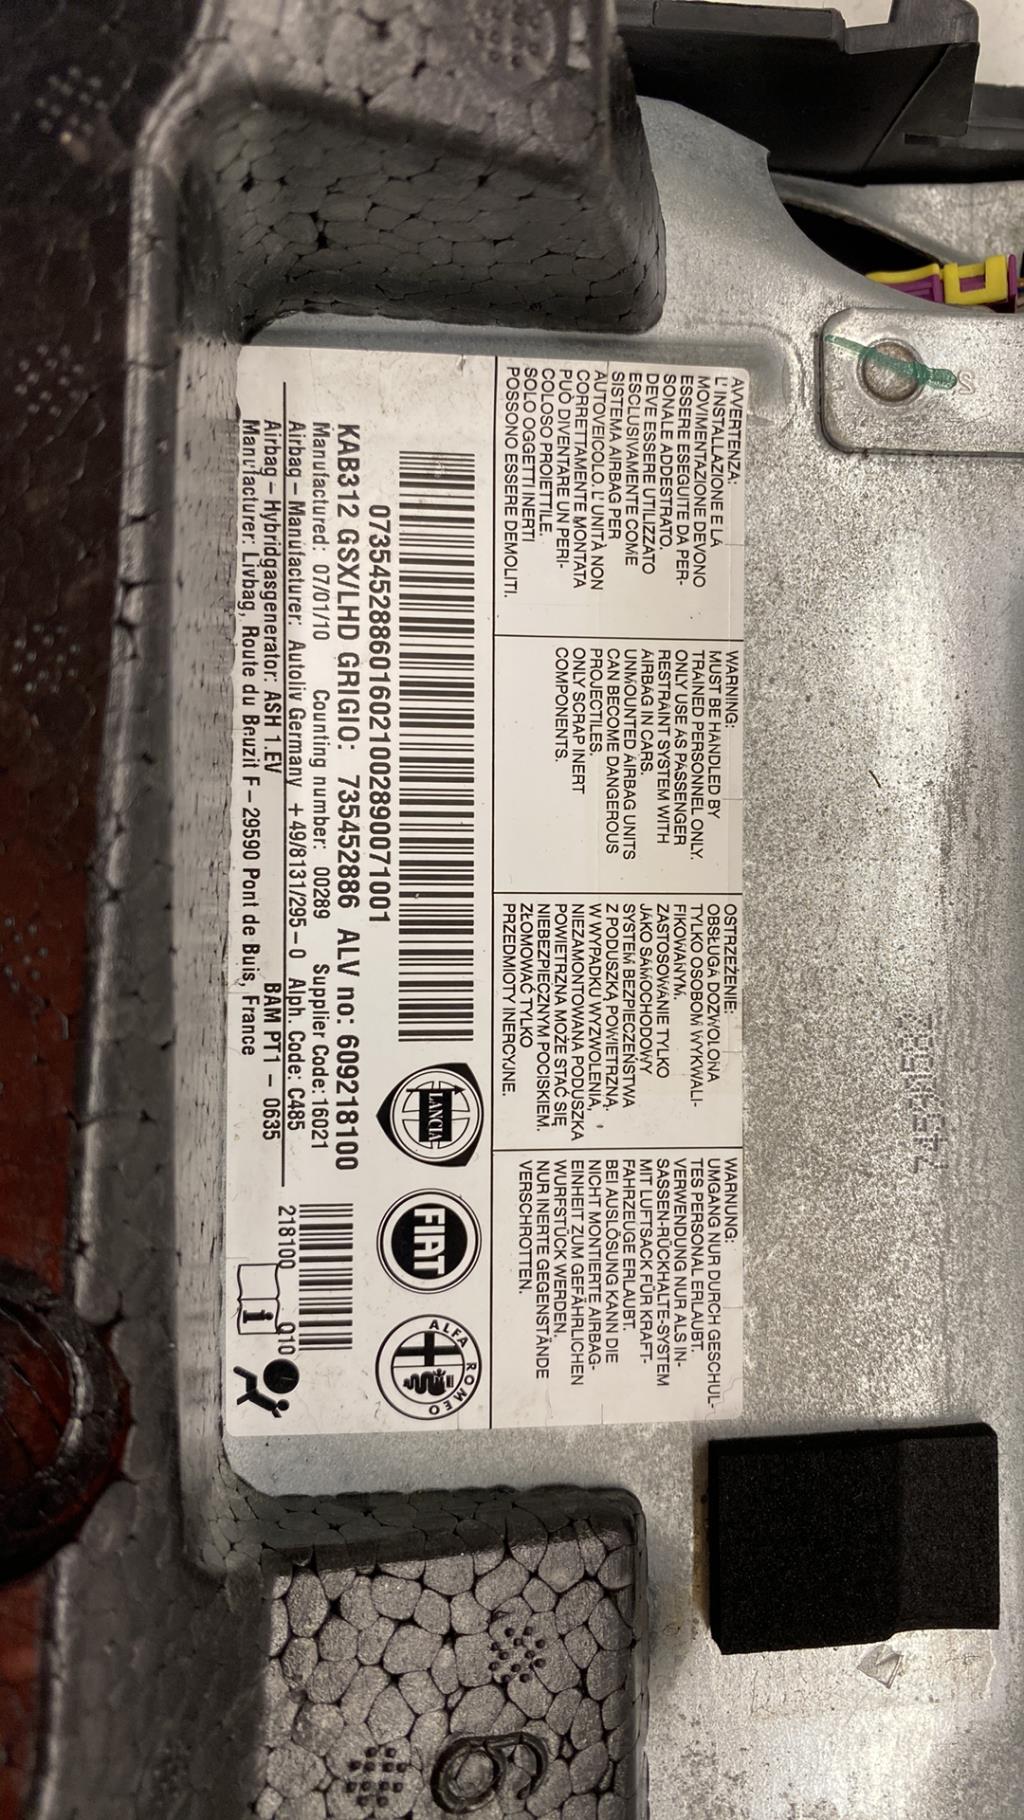 AVVERTENZA:
L'INSTALLAZIONE E LA
MOVIMENTAZIONE DEVONO
ESSERE ESEGUITE DA PER-
SONALE ADDESTRATO.
DEVE ESSERE UTILIZZATO
ESCLUSIVAMENTE COME
SISTEMA AIRBAG PER
AUTOVEICOLO. L'UNITÀ NON
CORRETTAMENTE MONTATA
PUÒ DIVENTARE UN PERI-
COLOSO PROIETTILE.
SOLO OGGETTI INERTI
POSSONO ESSERE DEMOLITI.
WARNING:
MUST BE HANDLED BY
TRAINED PERSONNEL ONLY.
ONLY USE AS PASSENGER
RESTRAINT SYSTEM WITH
AIRBAG IN CARS.
UNMOUNTED AIRBAG UNITS
CAN BECOME DANGEROUS
PROJECTILES.
ONLY SCRAP INERT
COMPONENTS.
OSTRZEŻENIE:
OBSŁUGA DOZWOLONA
TYLKO OSOBOM WYKWALI-
FIKOWANYM.
ZASTOSOWANIE TYLKO
JAKO SAMOCHODOWY
SYSTEM BEZPIECZEŃSTWA
Z PODUSZKĄ POWIETRZNĄ.
W WYPADKU WYZWOLENIA,
NIEZAMONTOWANA PODUSZKA
POWIETRZNA MOŻE STAĆ SIĘ
NIEBEZPIECZNYM POCISKIEM.
ZŁOMOWAĆ TYLKO
PRZEDMIOTY INERCYJNE.
WARNUNG:
UMGANG NUR DURCH GESCHUL-
TES PERSONAL ERLAUBT.
VERWENDUNG NUR ALS IN-
SASSEN-RÜCKHALTE-SYSTEM
MIT LUFTSACK FÜR KRAFT-
FAHRZEUGE ERLAUBT.
BEI AUSLÖSUNG KANN DIE
NICHT MONTIERTE AIRBAG-
EINHEIT ZUM GEFÄHRLICHEN
WURFSTÜCK WERDEN.
NUR INERTE GEGENSTÄNDE
VERSCHROTTEN.
07354528860160210028900710​01
LANCIA
FIAT
ALFA ROMEO
KAB312 GSX/LHD GRIGIO: 735452886 ALV no: 609218100
Manufactured: 07/01/10 Counting number: 00289 Supplier Code: 16021
Airbag – Manufacturer: Autoliv Germany + 49/8131/295 – 0 Alph. Code: C485
Airbag – Hybridgasgenerator: ASH 1.EV BAM PT1 – 0635
Manufacturer: Livbag, Route du Beuzit F – 29590 Pont de Buis, France
218100 Q10
i